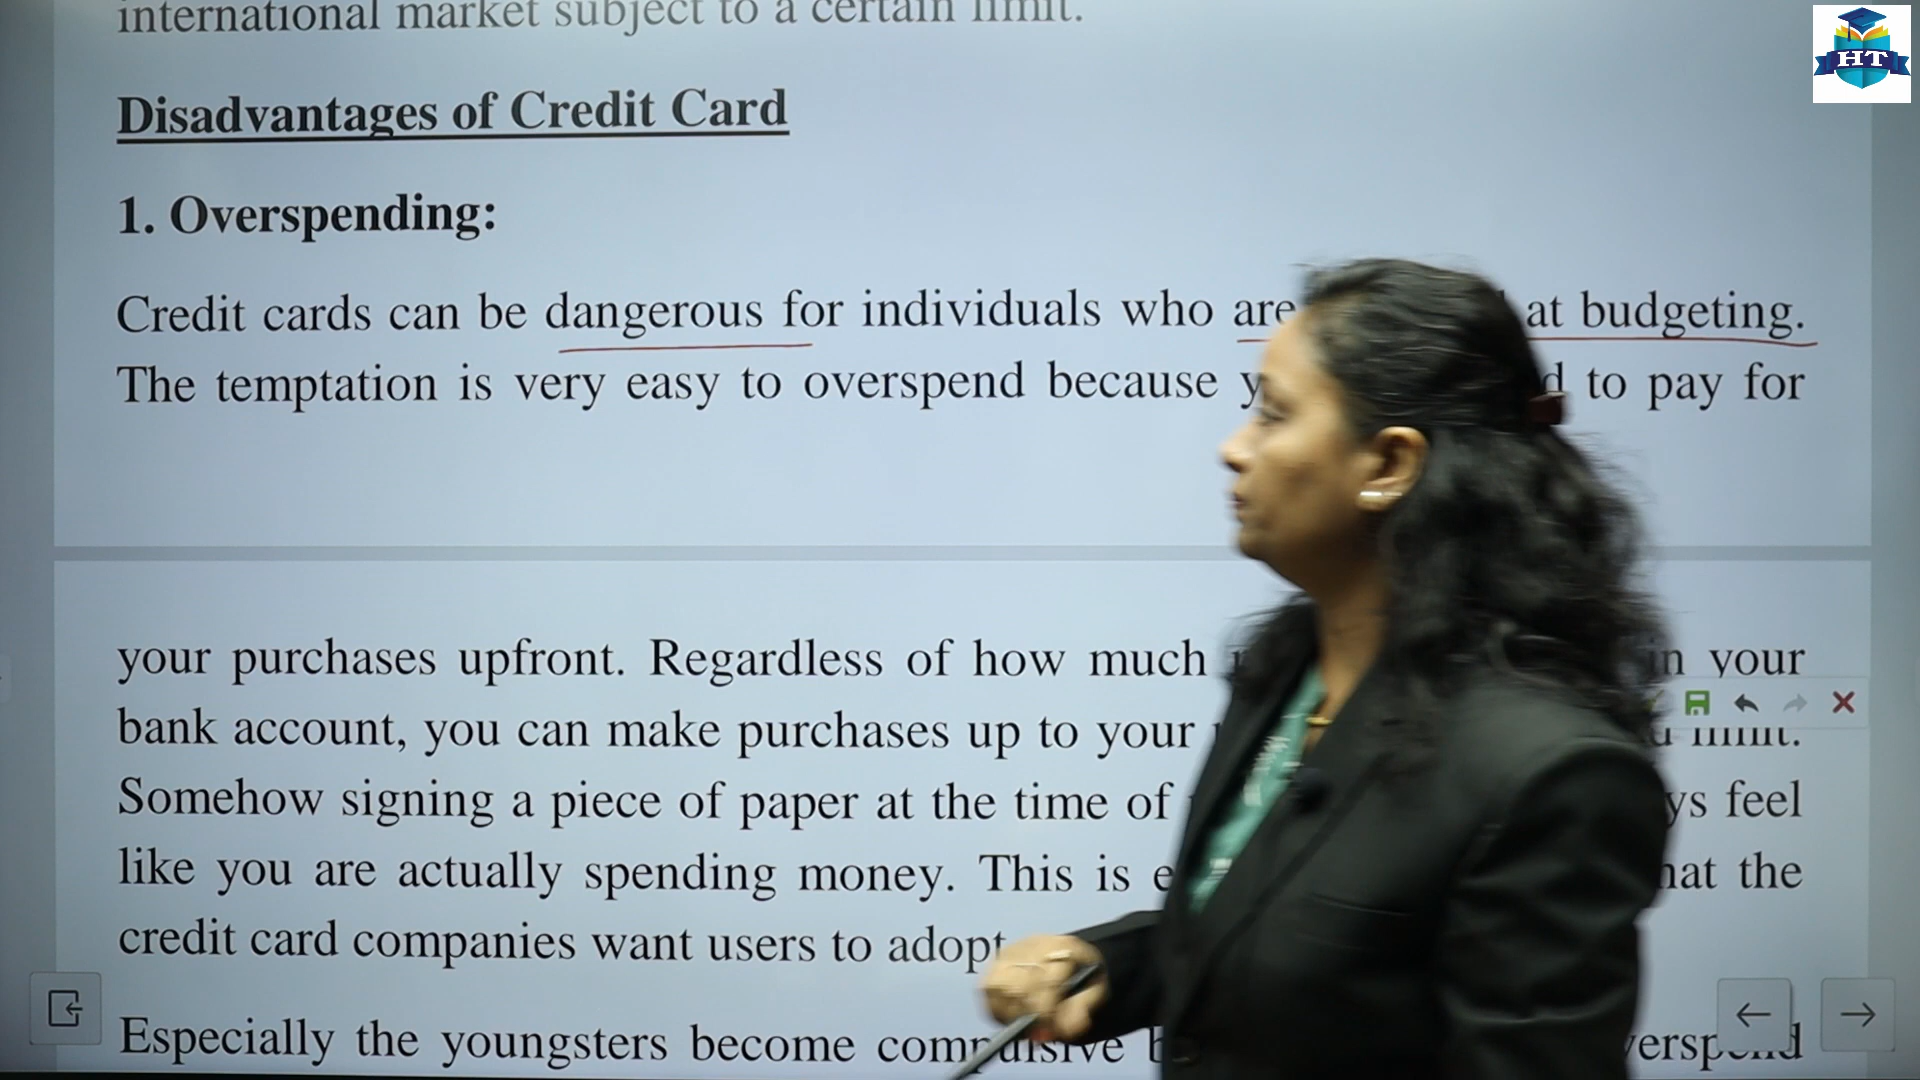 international market subject to a certain limit.
HT
Disadvantages of Credit Card
1. Overspending:
Credit cards can be dangerous for individuals who are at budgeting.
The temptation is very easy to overspend because to pay for
your purchases upfront. Regardless of how much in your
bank account, you can make purchases up to your limit.
Somehow signing a piece of paper at the time of feel
like you are actually spending money. This is the
credit card companies want users to adopt
Especially the youngsters become compulsive overspend